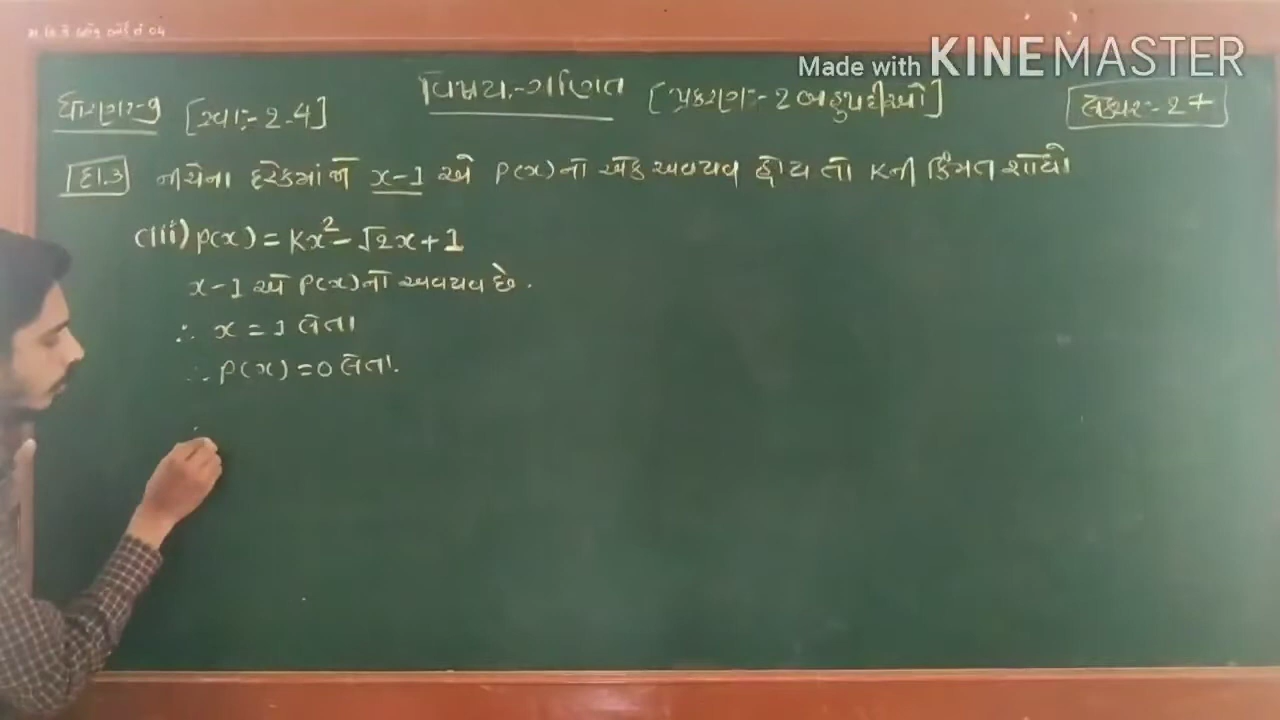 Made with KINEMASTER
ધોરણ:-9 [સ્વા:-2.4] વિષય:-ગણિત [પ્રકરણ:-2 બહુપદીઓ] લેક્ચર:-27
દા.3 નીચેના દરેકમાં જો x-1 એ P(x)નો એક અવયવ હોય તો Kની કિંમત શોધો
(iii) P(x) = Kx² - √2x + 1
x-1 એ P(x)નો અવયવ છે.
∴ x = 1 લેતા
∴ P(x) = 0 લેતા.